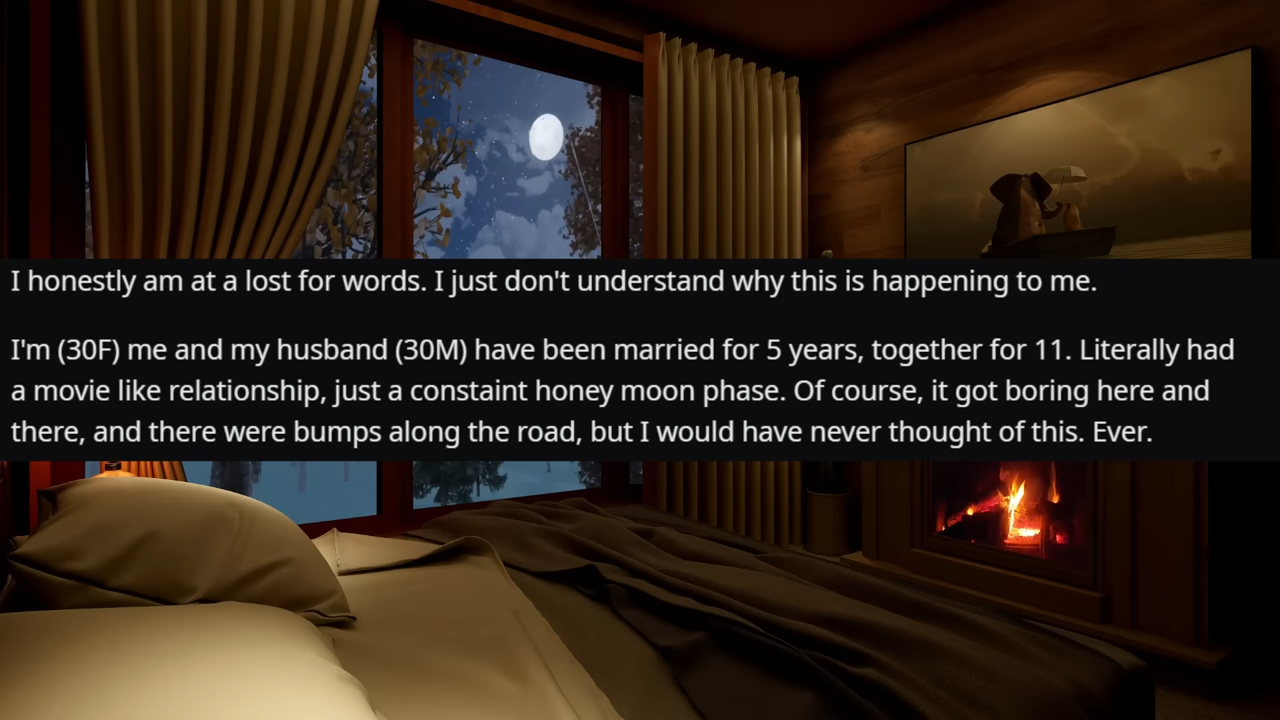 I honestly am at a lost for words. I just don't understand why this is happening to me.
I'm (30F) me and my husband (30M) have been married for 5 years, together for 11. Literally had
a movie like relationship, just a constaint honey moon phase. Of course, it got boring here and
there, and there were bumps along the road, but I would have never thought of this. Ever.